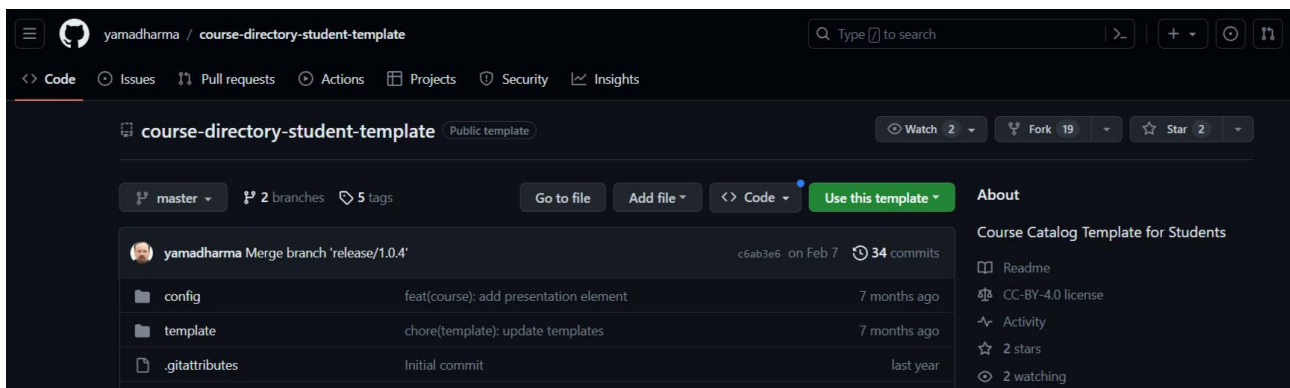 yamadharma / course-directory-student-template
Type / to search
Code Issues Pull requests Actions Projects Security Insights
course-directory-student-template Public template
Watch 2 Fork 19 Star 2
master 2 branches 5 tags Go to file Add file <> Code Use this template
About
Course Catalog Template for Students
yamadharma Merge branch 'release/1.0.4' c6ab3e6 on Feb 7 34 commits
Readme
config feat(course): add presentation element 7 months ago
CC-BY-4.0 license
template chore(template): update templates 7 months ago
Activity
.gitattributes Initial commit last year
2 stars
2 watching